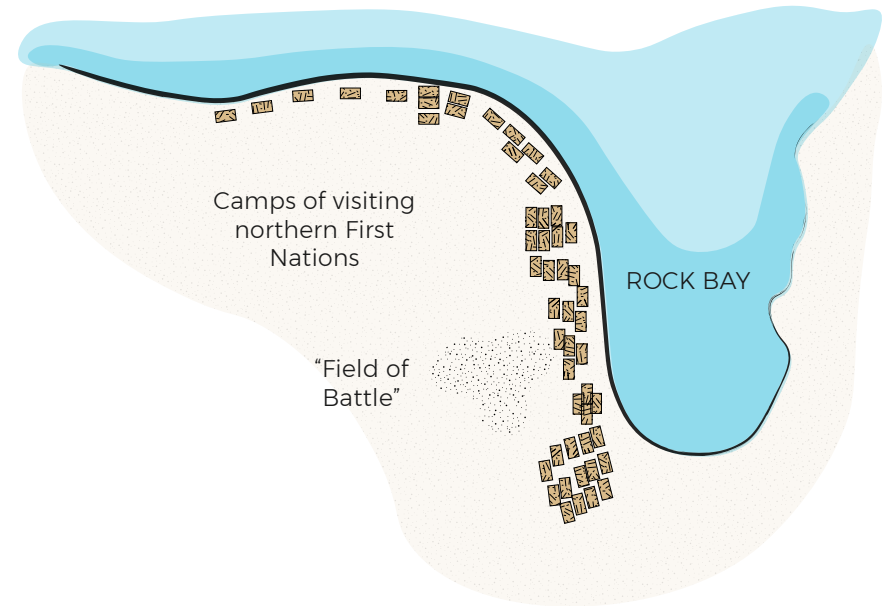 Camps of visiting
northern First
Nations
ROCK BAY
“Field of
Battle”